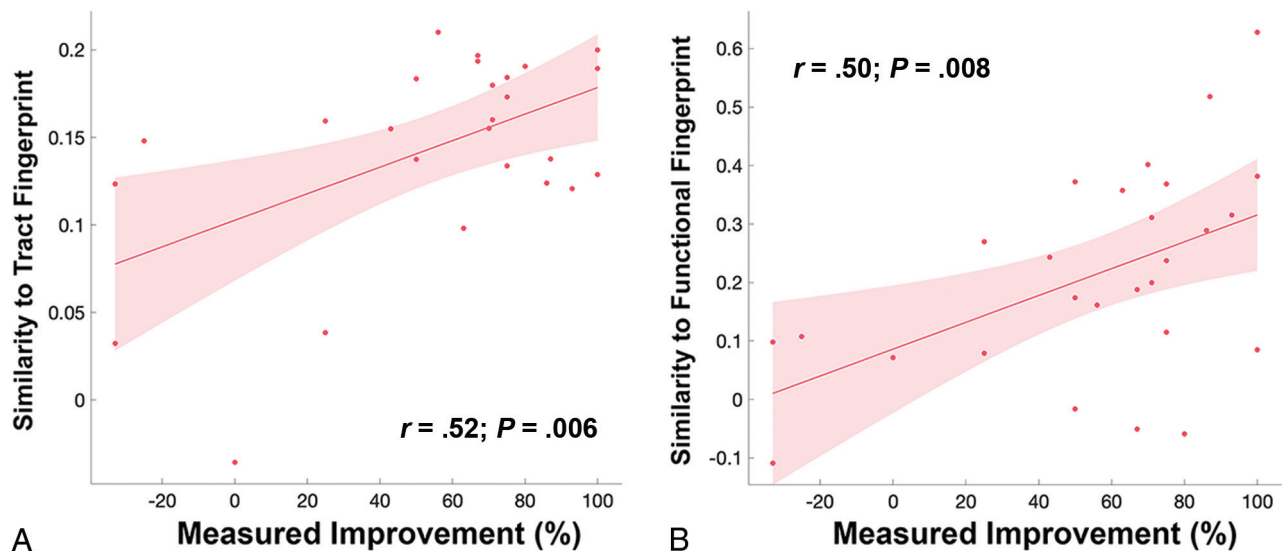 Similarity to Tract Fingerprint
0.2
0.15
0.1
0.05
0
r = .52; P = .006
-20 0 20 40 60 80 100
Measured Improvement (%)
A
Similarity to Functional Fingerprint
0.6
0.5
0.4
0.3
0.2
0.1
0
-0.1
r = .50; P = .008
-20 0 20 40 60 80 100
Measured Improvement (%)
B